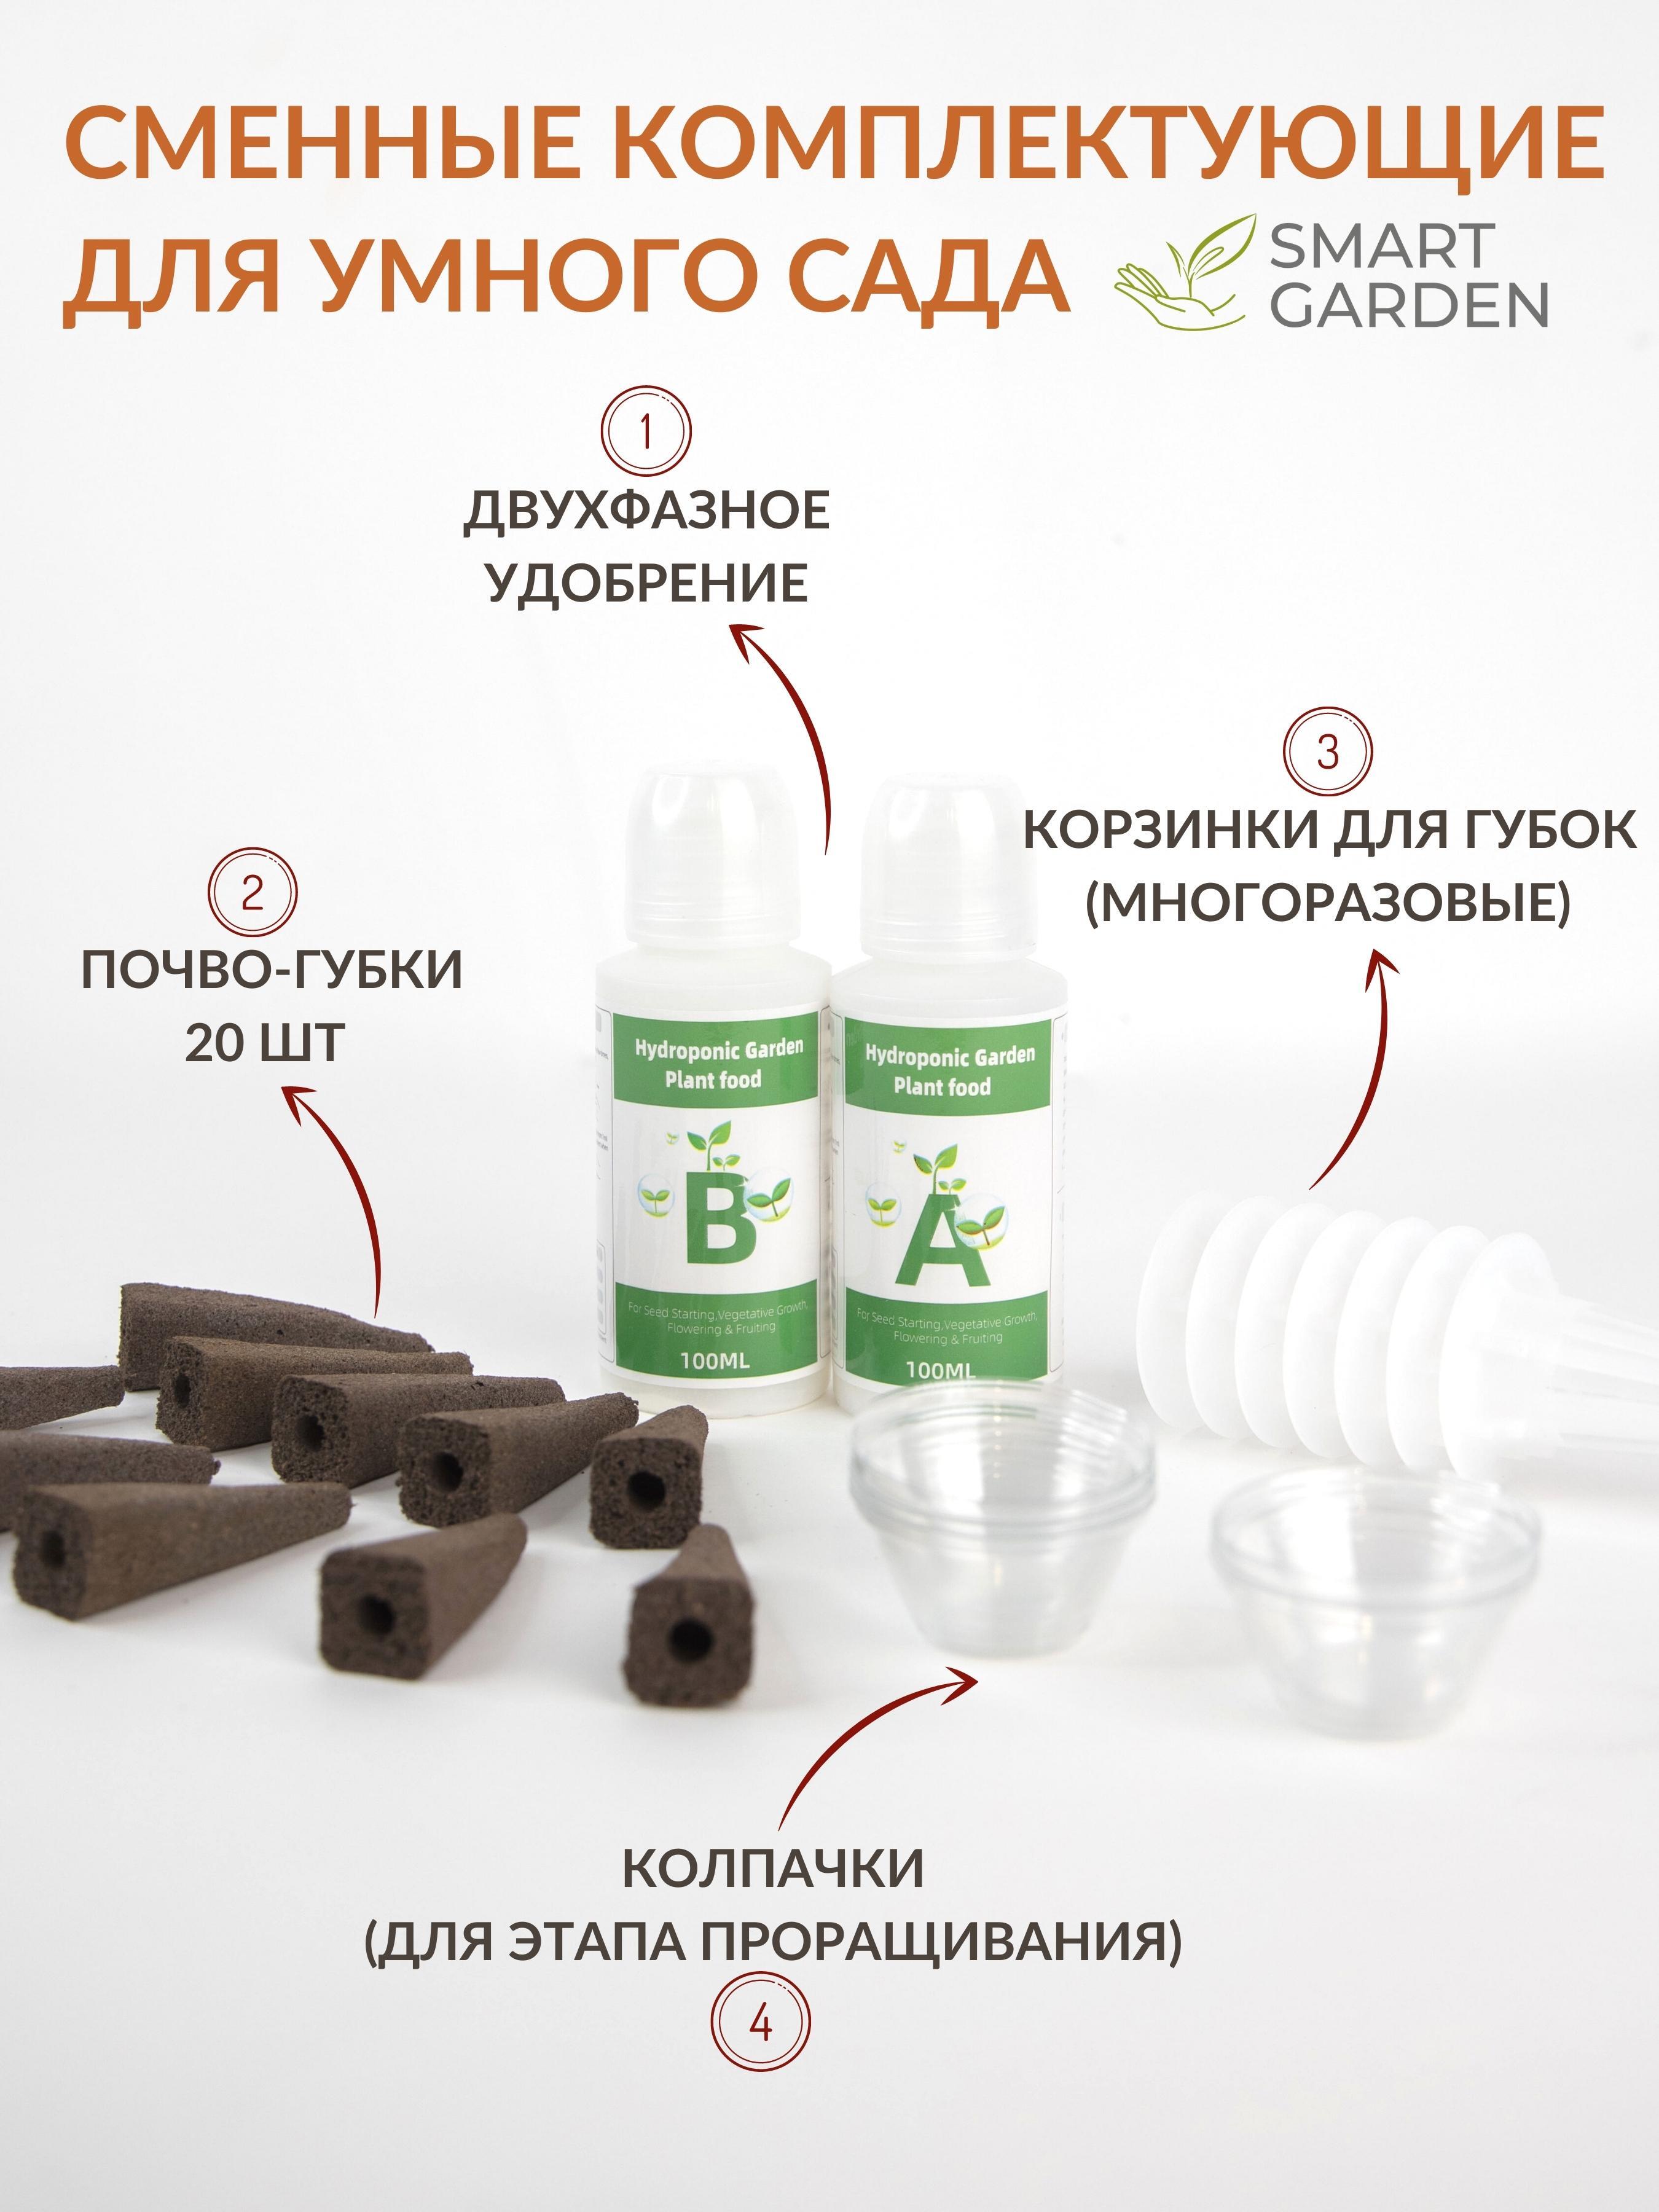 СМЕННЫЕ КОМПЛЕКТУЮЩИЕ
ДЛЯ УМНОГО САДА
SMART
GARDEN
1
ДВУХФАЗНОЕ
УДОБРЕНИЕ
3
КОРЗИНКИ ДЛЯ ГУБОК
(МНОГОРАЗОВЫЕ)
2
ПОЧВО-ГУБКИ
20 ШТ
Hydroponic Garden
Plant food
B
For Seed Starting,Vegetative Growth,
Flowering & Fruiting
100ML
Hydroponic Garden
Plant food
A
For Seed Starting,Vegetative Growth,
Flowering & Fruiting
100ML
КОЛПАЧКИ
(ДЛЯ ЭТАПА ПРОРАЩИВАНИЯ)
4